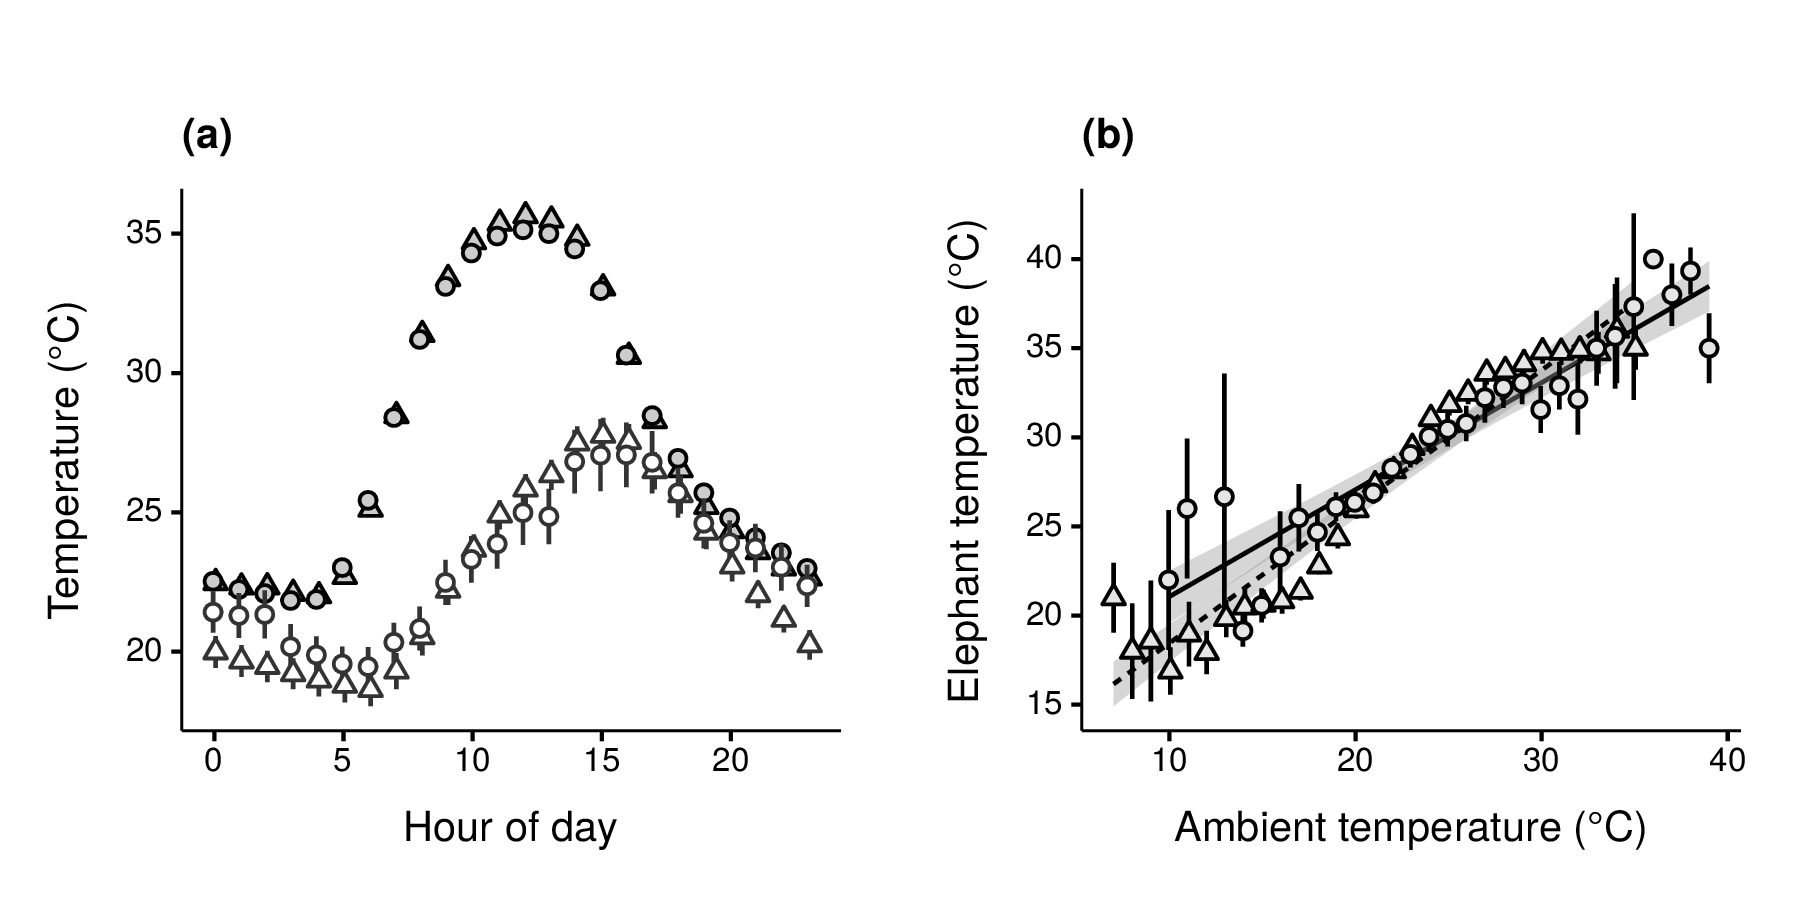 (a)
Temperature (°C)
35
30
25
20
0 5 10 15 20
Hour of day
(b)
Elephant temperature (°C)
40
35
30
25
20
15
10 20 30 40
Ambient temperature (°C)